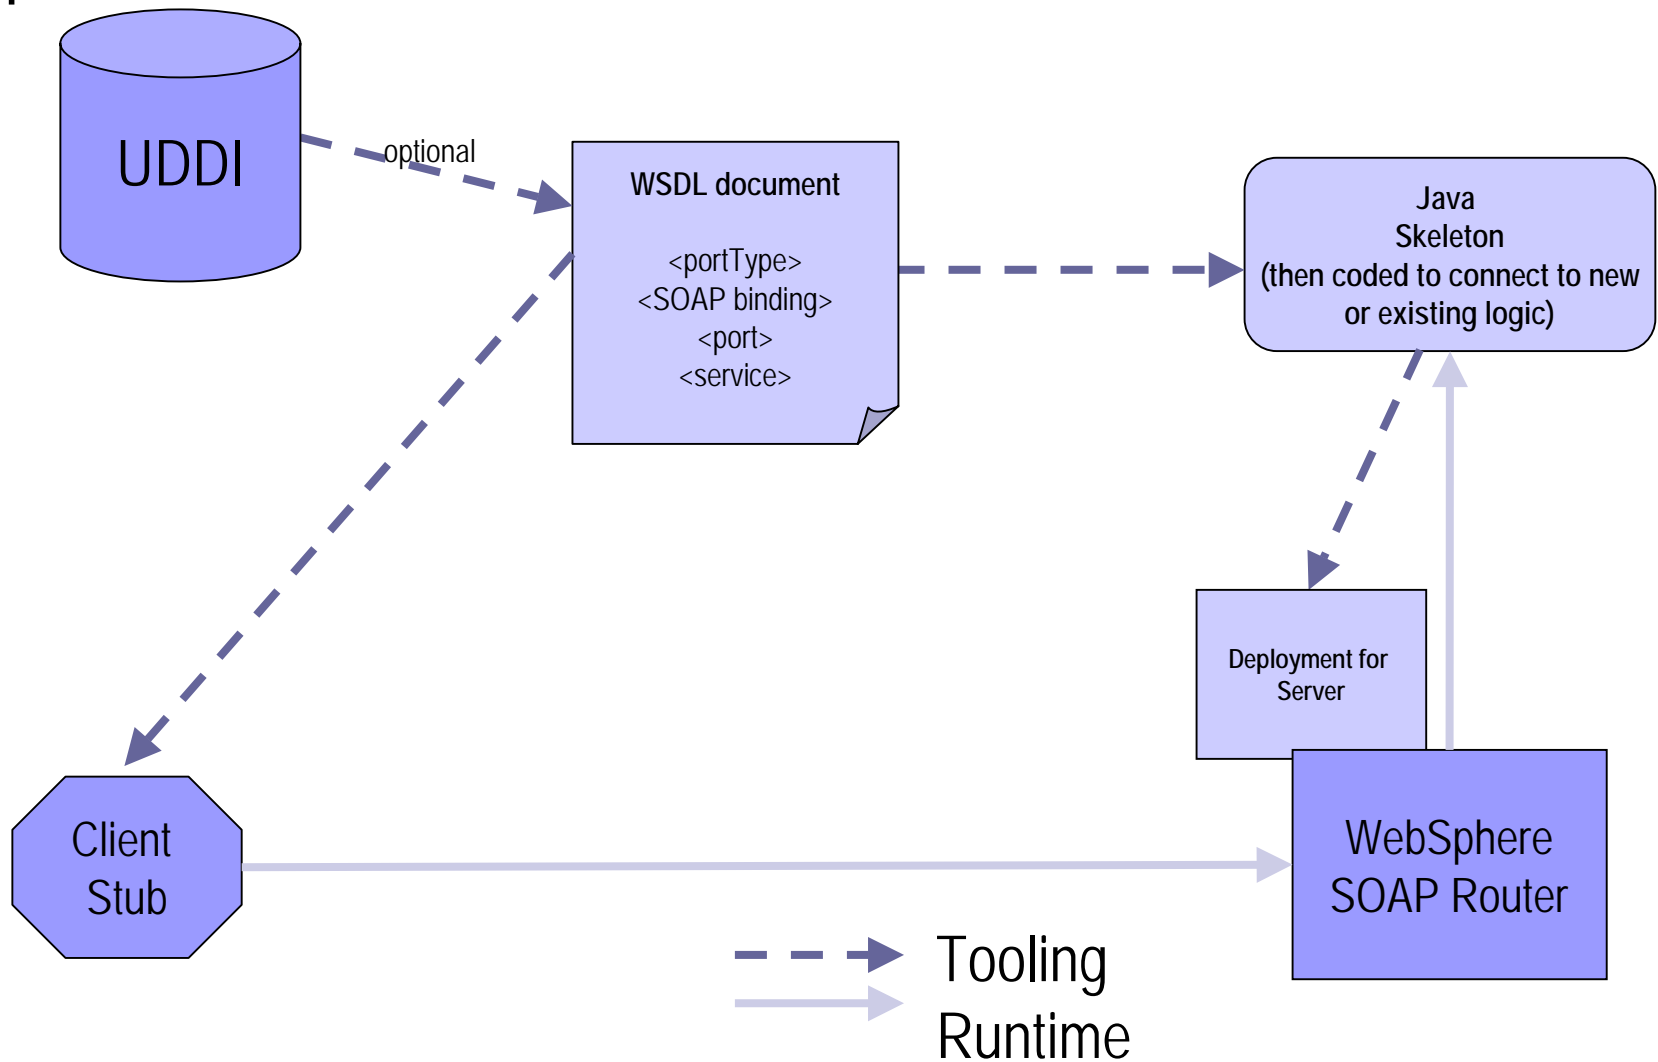 UDDI
optional
WSDL document
<portType>
<SOAP binding>
<port>
<service>
Java
Skeleton
(then coded to connect to new
or existing logic)
Deployment for
Server
Client
Stub
WebSphere
SOAP Router
Tooling
Runtime